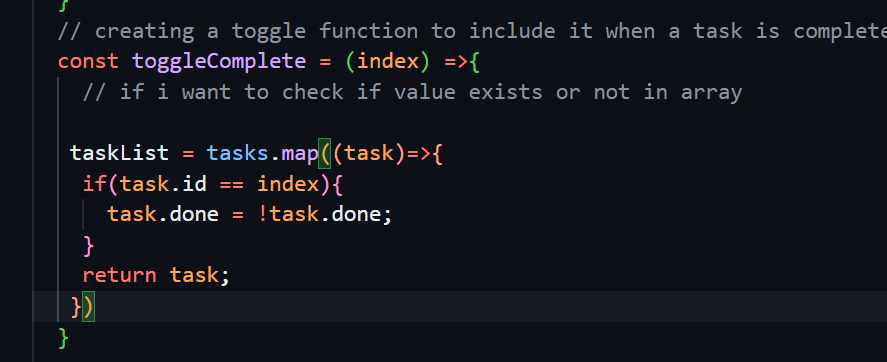 }
// creating a toggle function to include it when a task is complete
const toggleComplete = (index) =>{
// if i want to check if value exists or not in array
taskList = tasks.map((task)=>{
if(task.id == index){
task.done = !task.done;
}
return task;
})
}